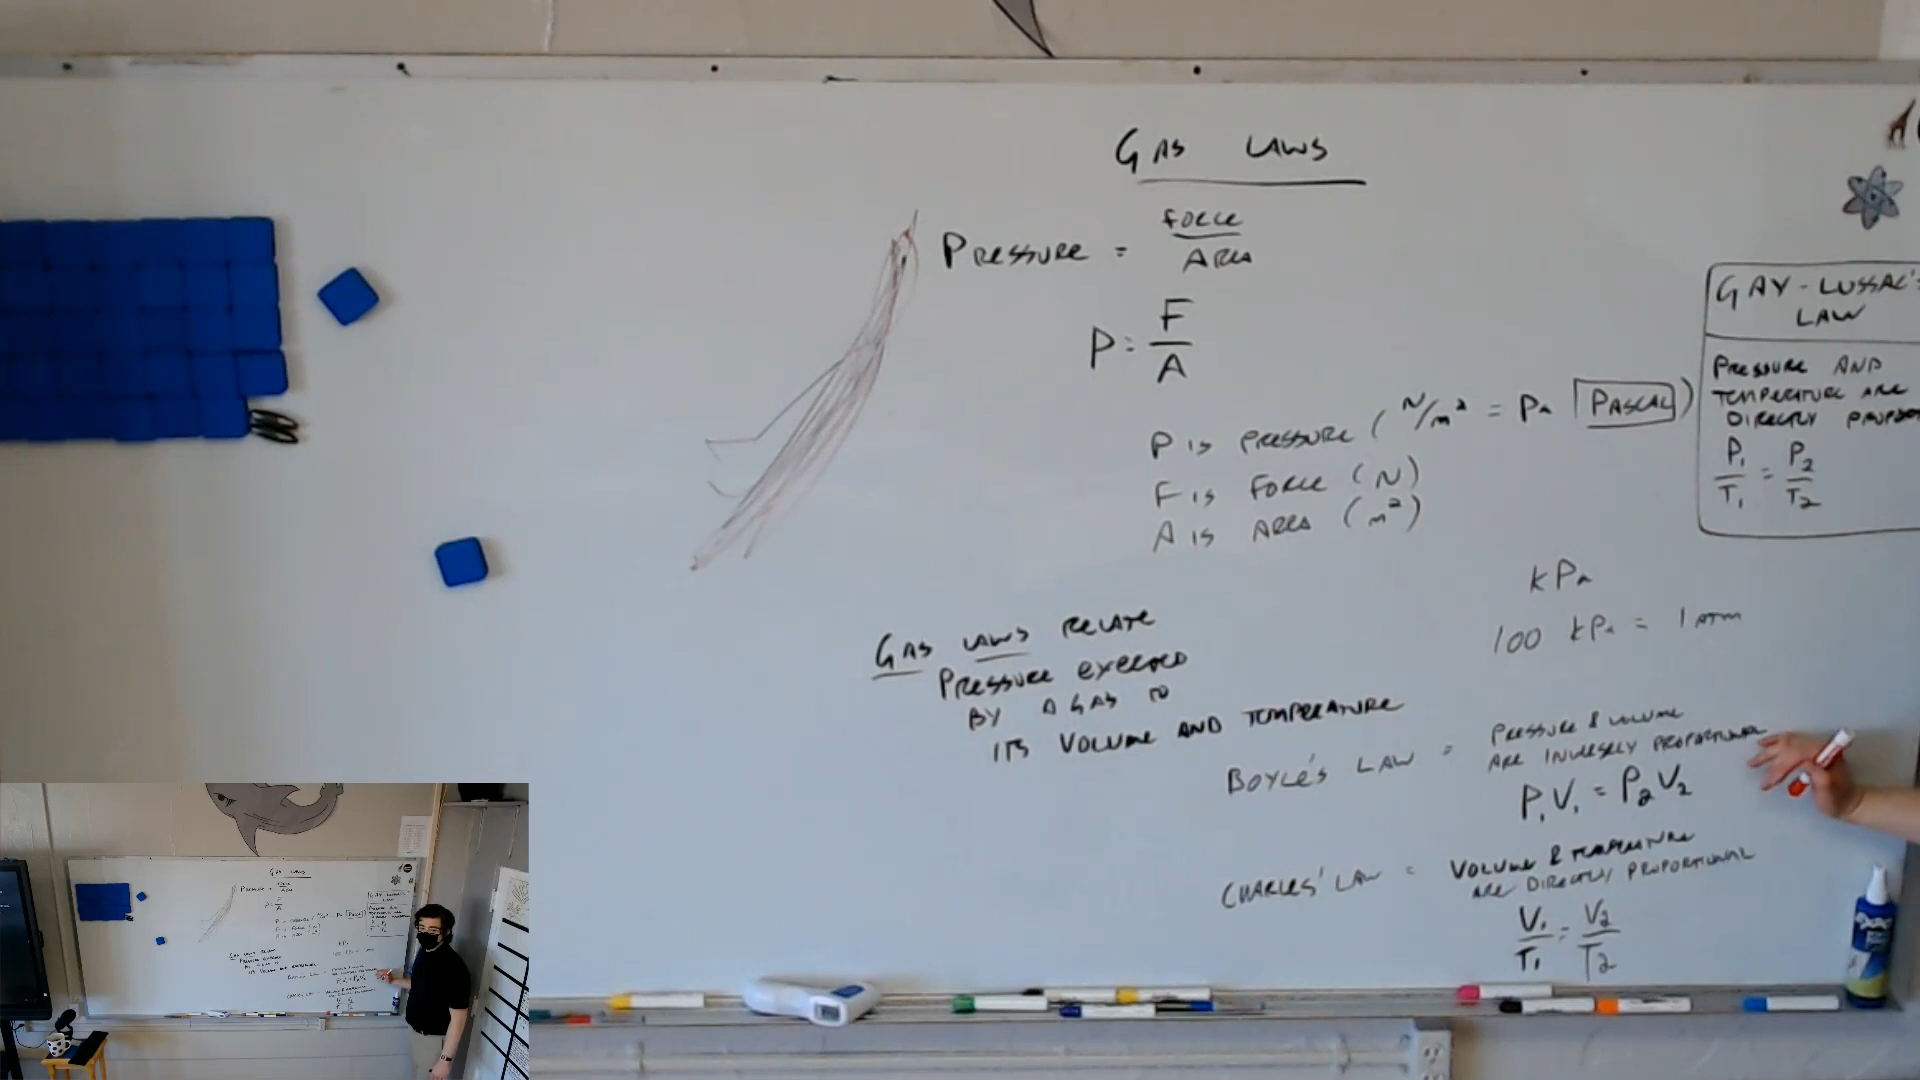 GAS LAWS
PRESSURE = FORCE / AREA
P = F / A
P IS PRESSURE ( N/m² = Pa PASCAL )
F IS FORCE (N)
A IS AREA (m²)
GAY-LUSSAC'S
LAW
PRESSURE AND
TEMPERATURE ARE
DIRECTLY
P₁/T₁ = P₂/T₂
kPa
100 kPa = 1 ATM
GAS LAWS RELATE
PRESSURE EXERTED
BY A GAS TO
ITS VOLUME AND TEMPERATURE
BOYLE'S LAW = PRESSURE & VOLUME
ARE INVERSELY PROPORTIONAL
P₁V₁ = P₂V₂
CHARLES' LAW = VOLUME & TEMPERATURE
ARE DIRECTLY PROPORTIONAL
V₁/T₁ = V₂/T₂
EXPO